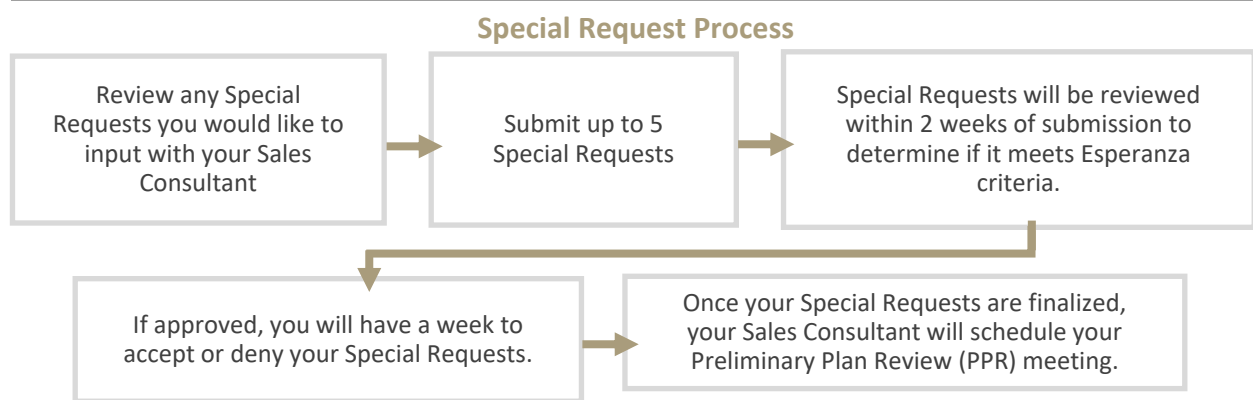 Special Request Process
Review any Special
Requests you would like to
input with your Sales
Consultant
Submit up to 5
Special Requests
Special Requests will be reviewed
within 2 weeks of submission to
determine if it meets Esperanza
criteria.
If approved, you will have a week to
accept or deny your Special Requests.
Once your Special Requests are finalized,
your Sales Consultant will schedule your
Preliminary Plan Review (PPR) meeting.